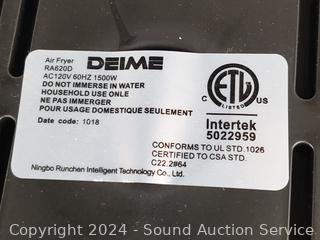 Air Fryer DEIME
RA620D
AC120V 60HZ 1500W
DO NOT IMMERSE IN WATER
HOUSEHOLD USE ONLE
NE PAS IMMERGER
POUR USAGE DOMESTIQUE SEULEMENT
Date code: 1018
C ETL US
LISTED
Intertek
5022959
CONFORMS TO UL STD.1026
CERTIFIED TO CSA STD.
C22.2#64
Ningbo Runchen Intelligent Technology Co., Ltd.
Copyright 2024 - Sound Auction Service